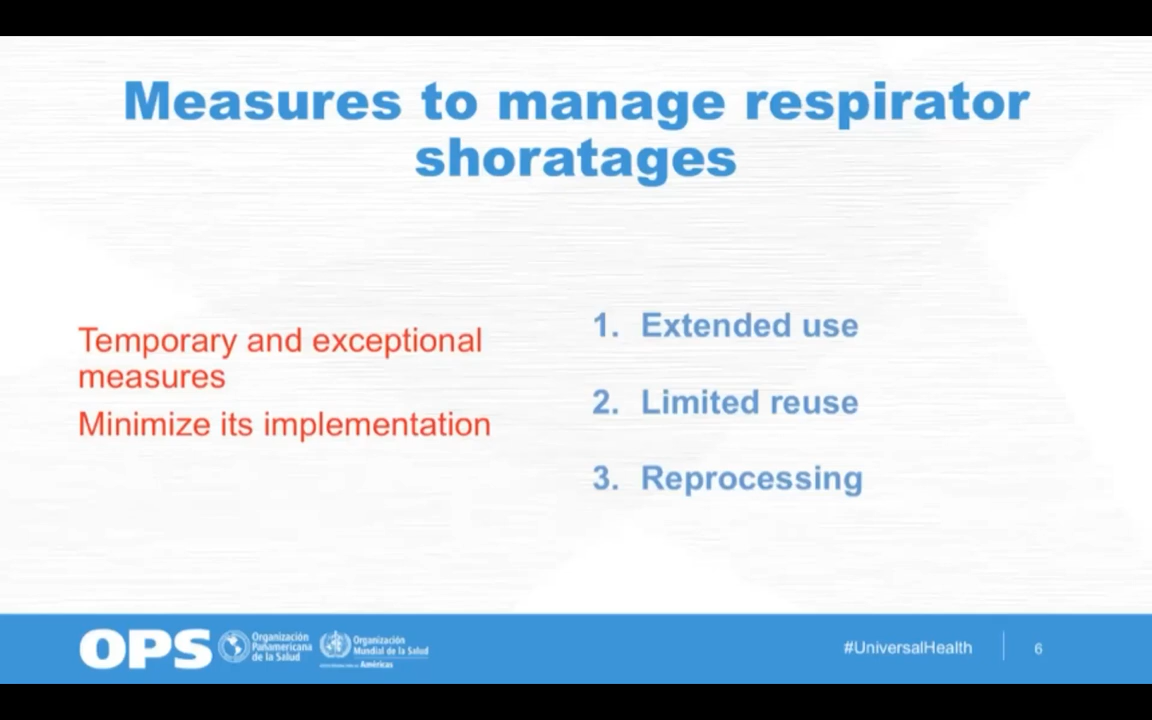 Measures to manage respirator
shoratages
Temporary and exceptional
measures
Minimize its implementation
1. Extended use
2. Limited reuse
3. Reprocessing
OPS
Organización
Panamericana
de la Salud
Organización
Mundial de la Salud
Américas
#UniversalHealth
6